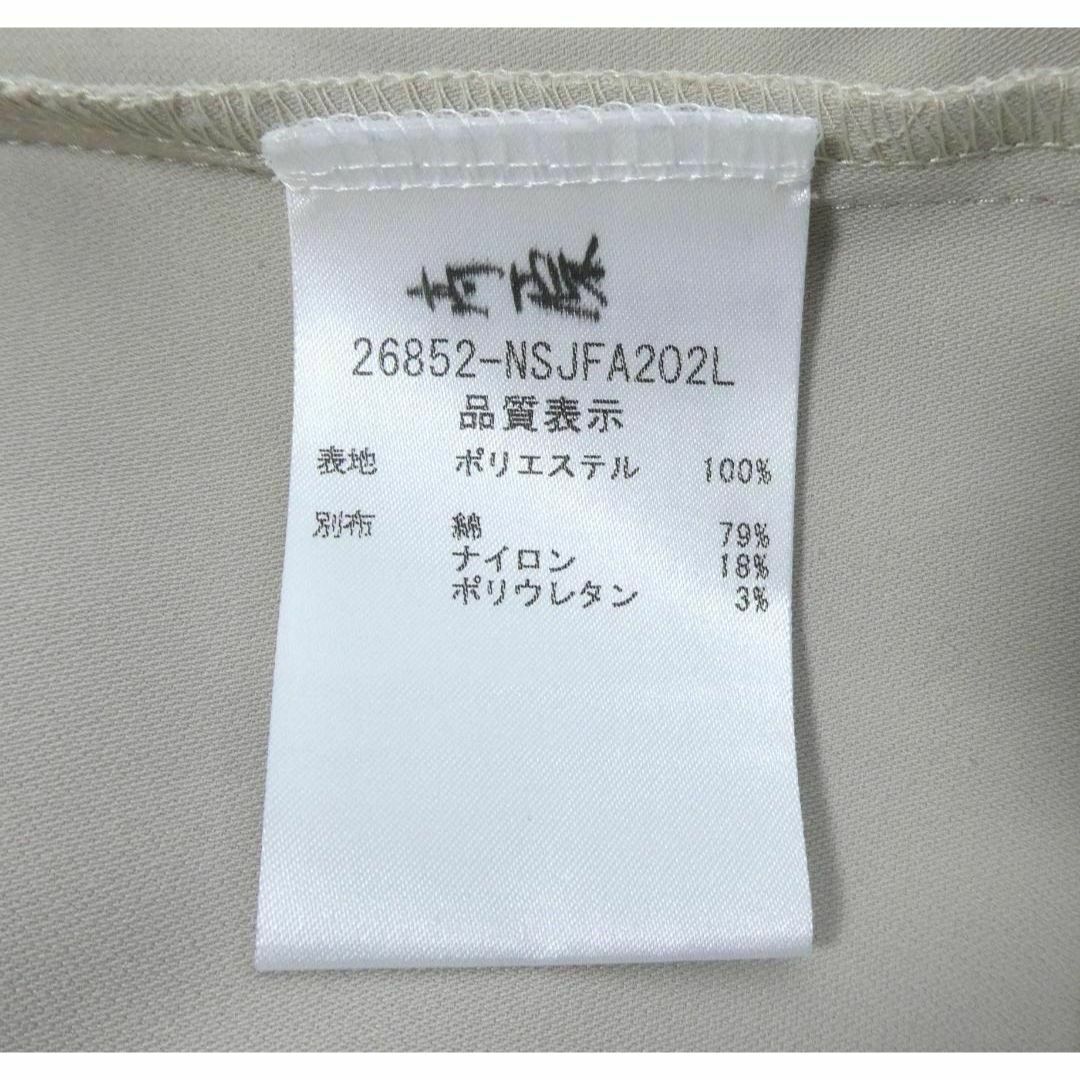 26852-NSJFA202L
品質表示
表地 ポリエステル 100%
別布 綿 79%
ナイロン 18%
ポリウレタン 3%